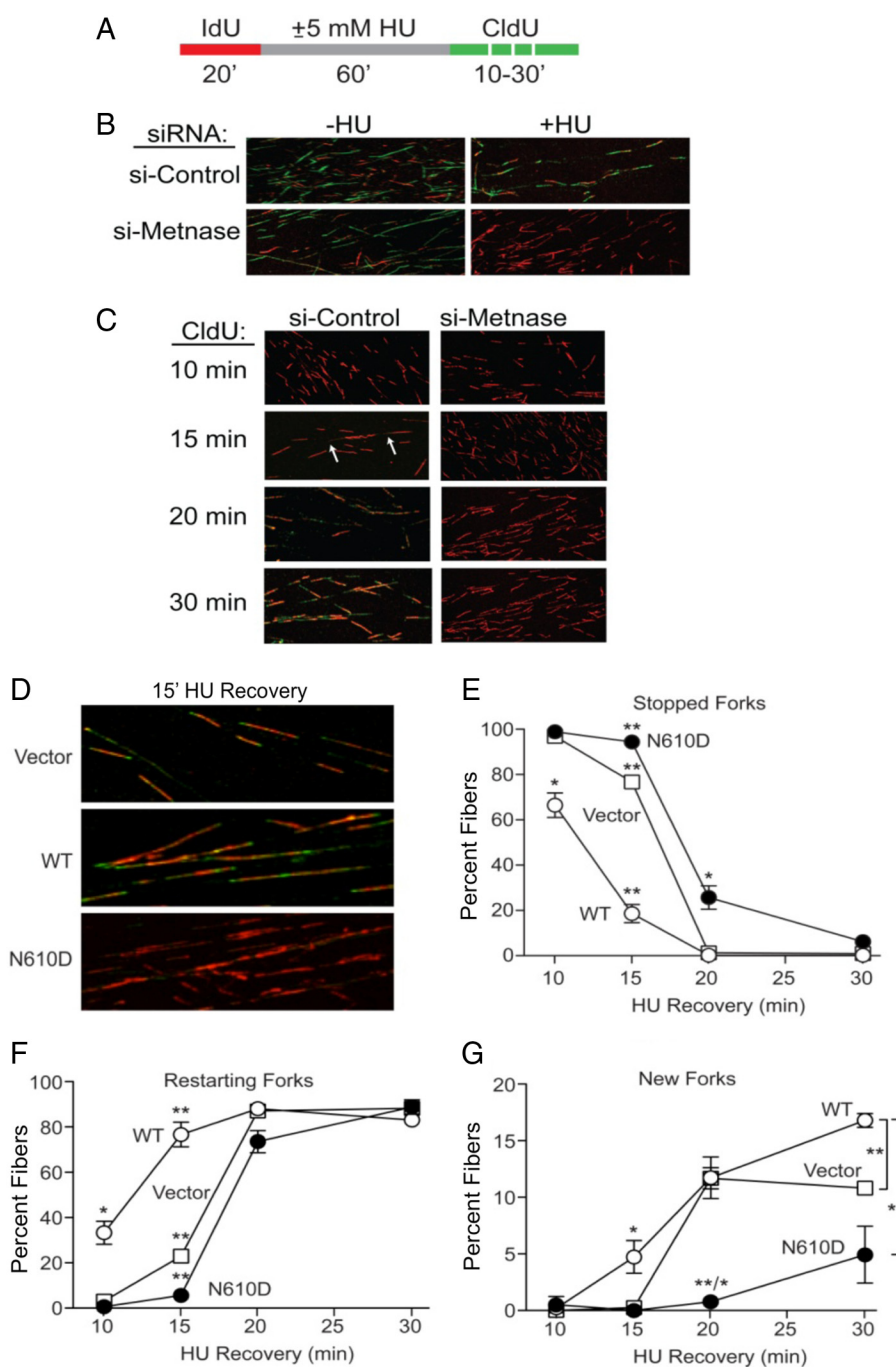 A
IdU ±5 mM HU CldU
20’ 60’ 10-30’
B
siRNA: -HU +HU
si-Control
si-Metnase
C
CldU: si-Control si-Metnase
10 min
15 min
20 min
30 min
D
15' HU Recovery
Vector
WT
N610D
E
Stopped Forks
Percent Fibers
100
80
60
40
20
0
** N610D
**
*
Vector
WT **
*
10 15 20 25 30
HU Recovery (min)
F
Restarting Forks
Percent Fibers
100
80
60
40
20
0
WT **
*
Vector
**
**
N610D
10 15 20 25 30
HU Recovery (min)
G
New Forks
Percent Fibers
20
15
10
5
0
WT
**
Vector
*
*
N610D
**/*
10 15 20 25 30
HU Recovery (min)